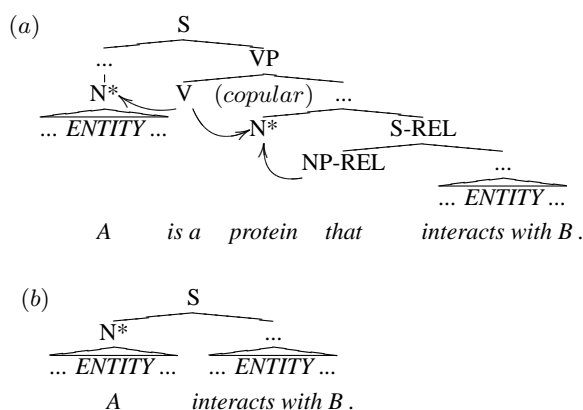 (a) S
... VP
N* V (copular) ...
... ENTITY ... N* S-REL
NP-REL ...
... ENTITY ...
A is a protein that interacts with B .
(b) S
N* ...
... ENTITY ... ... ENTITY ...
A interacts with B .